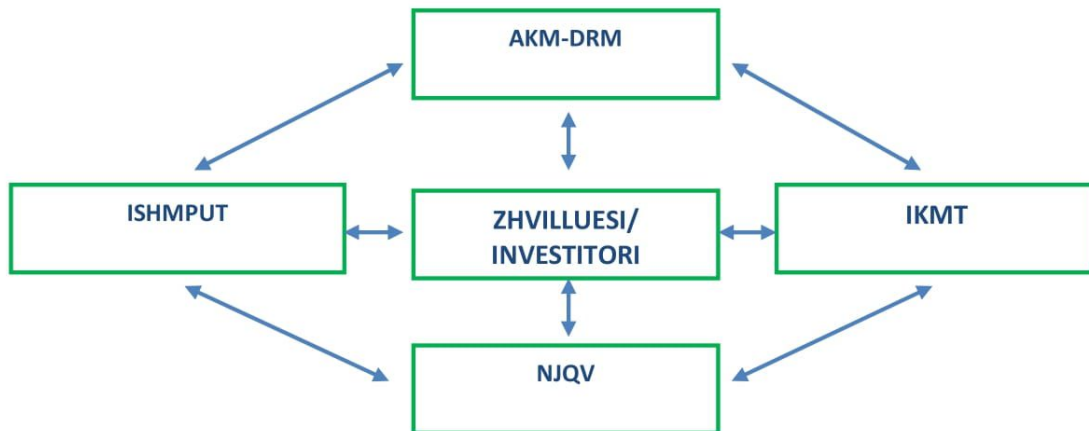 AKM-DRM
ISHMPUT
ZHVILLUESI/
INVESTITORI
IKMT
NJQV